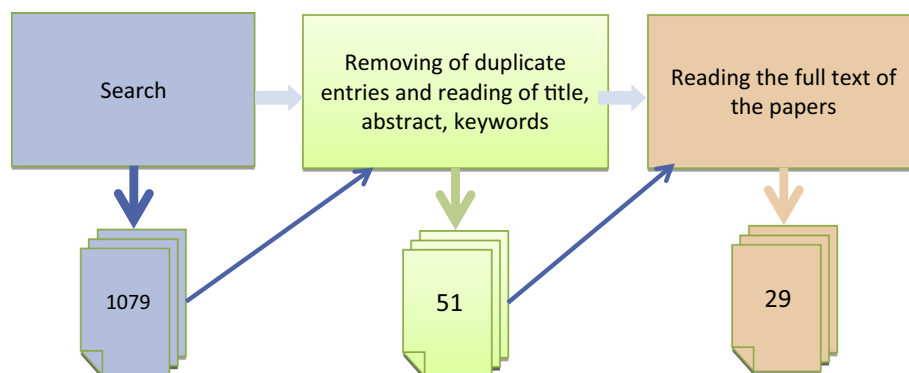 Search
Removing of duplicate
entries and reading of title,
abstract, keywords
Reading the full text of
the papers
1079
51
29